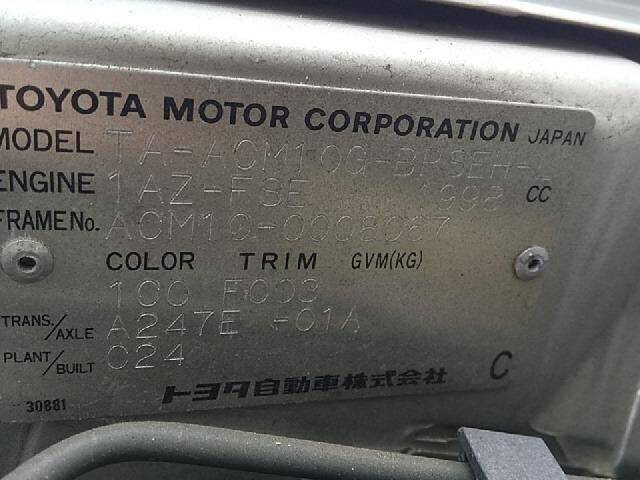 TOYOTA MOTOR CORPORATION JAPAN
MODEL TA-ACM10G-BRSEH
ENGINE 1AZ-FSE 1998 CC
FRAME No. ACM10-0008087
COLOR TRIM GVM(KG)
1C0 F003
TRANS./AXLE A247E -01A
PLANT/BUILT C24
トヨタ自動車株式会社 C
30881